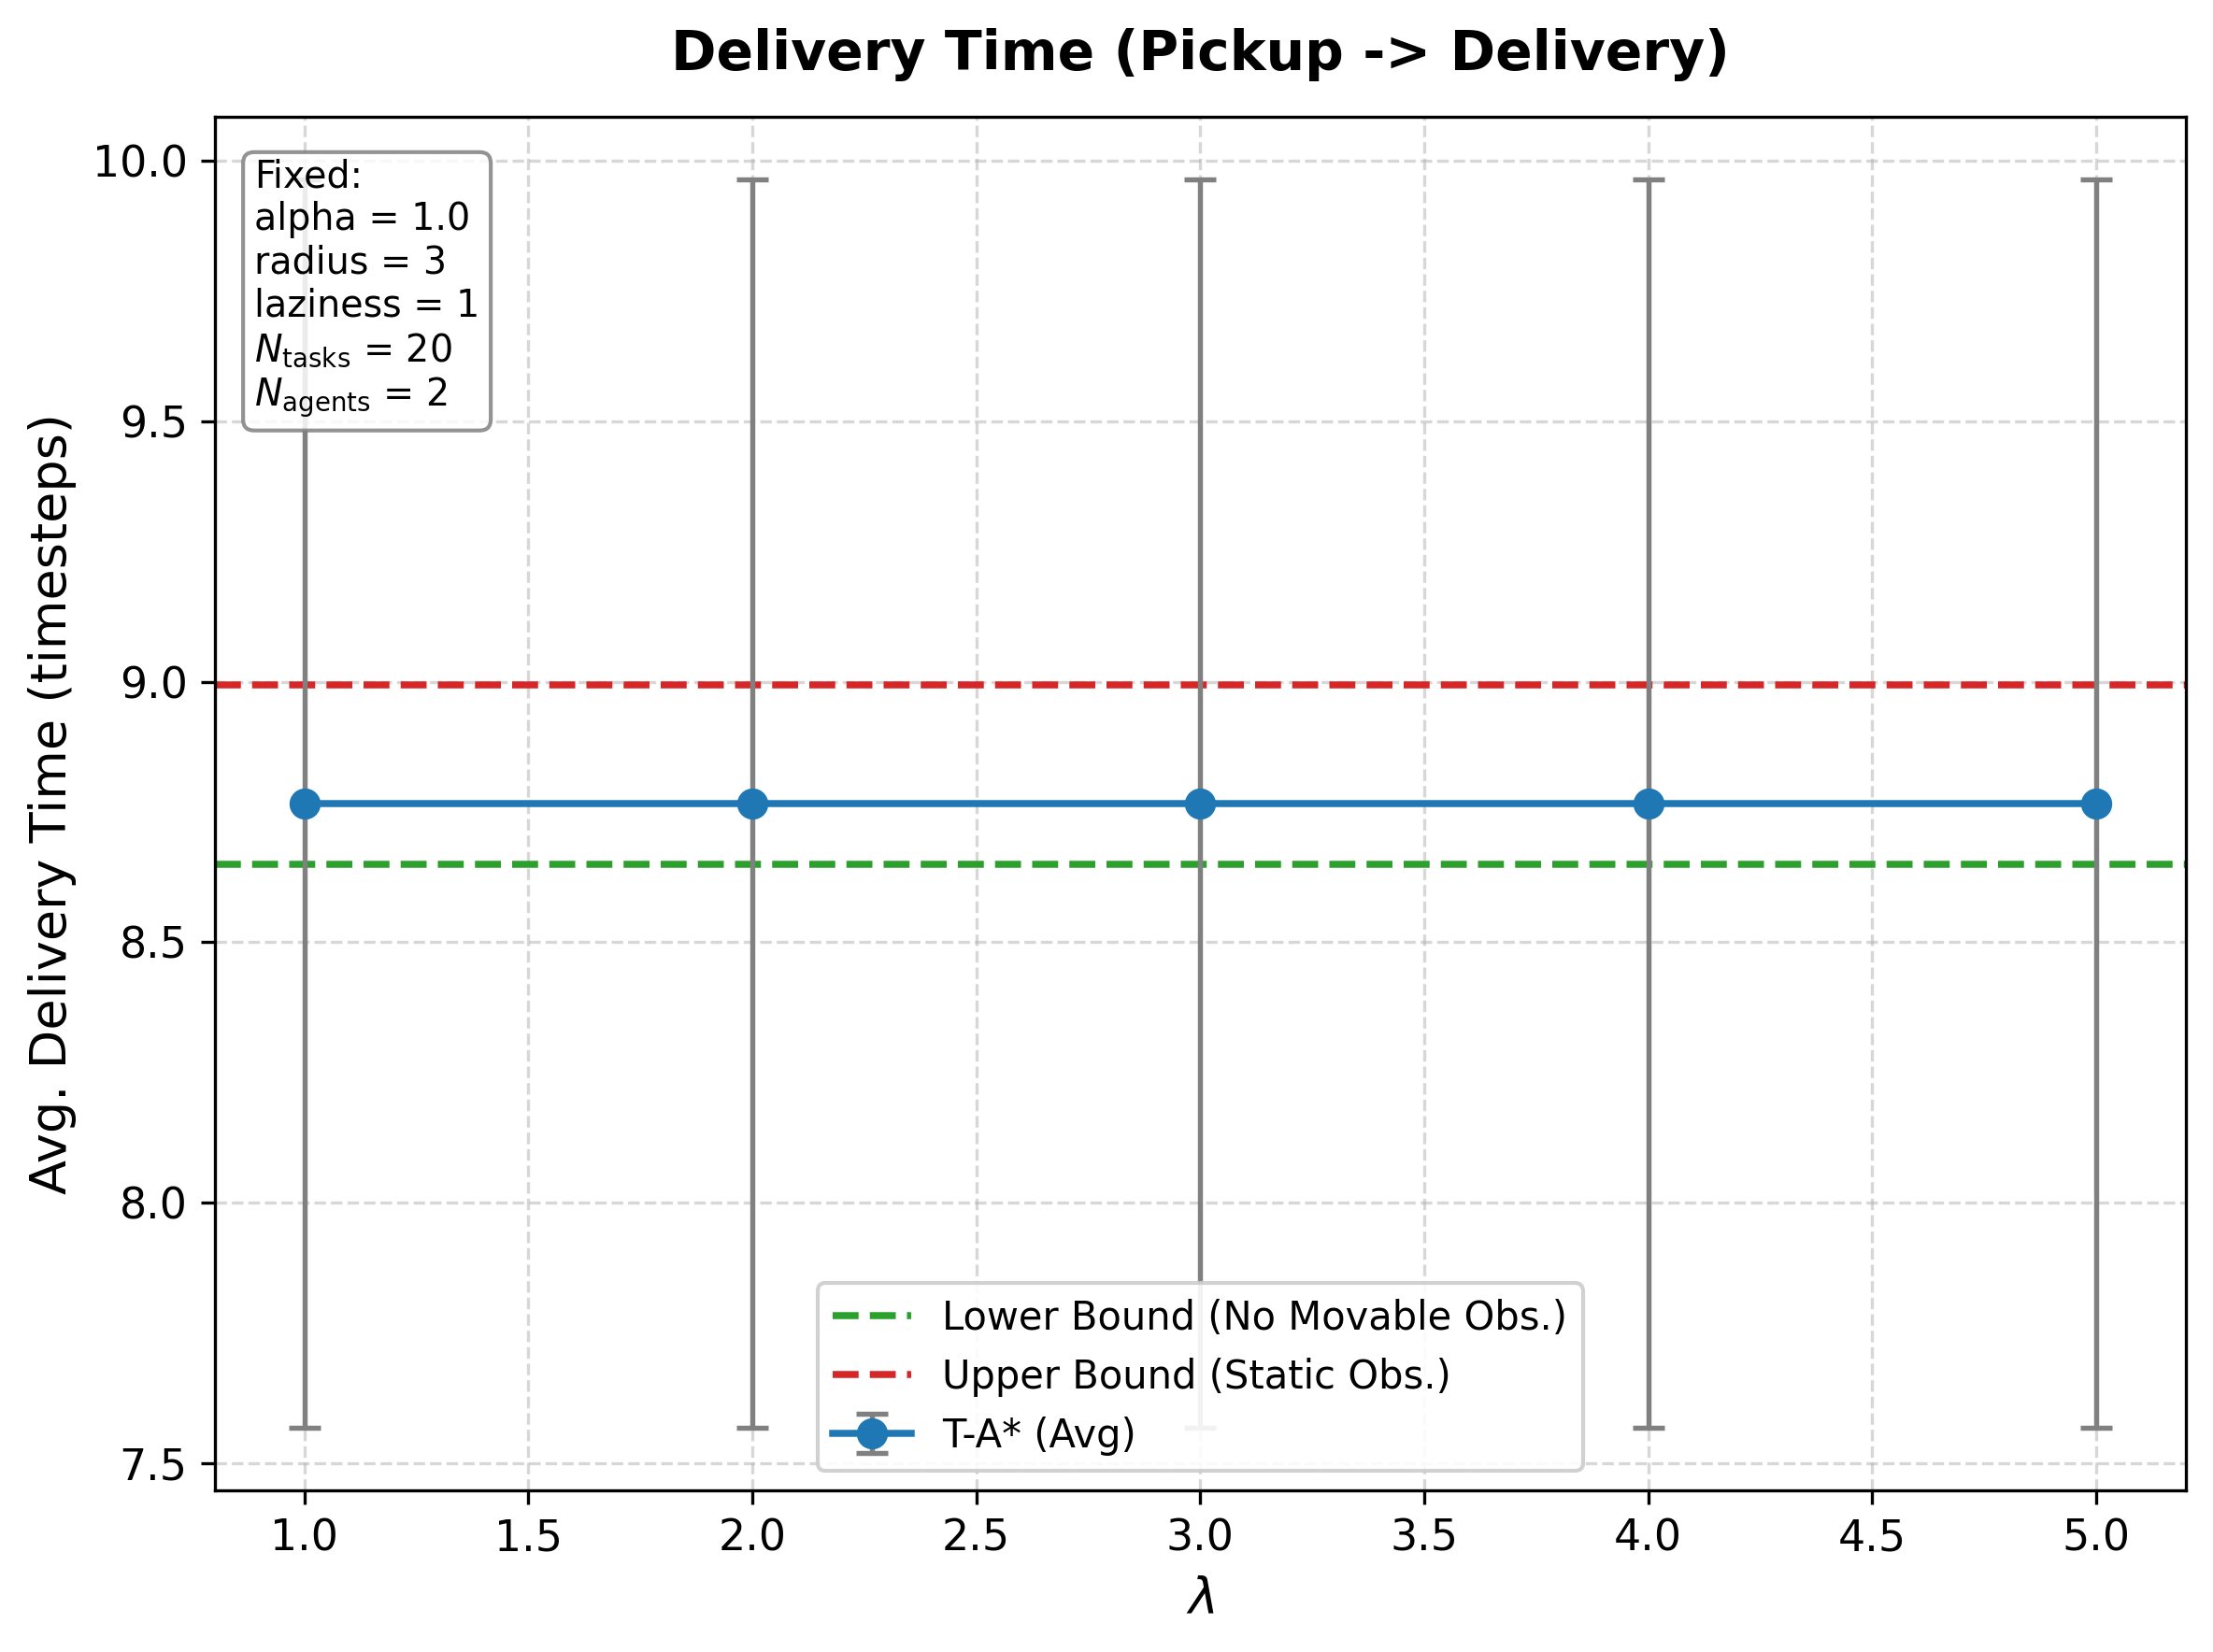 Delivery Time (Pickup -> Delivery)
10.0
9.5
9.0
8.5
8.0
7.5
Avg. Delivery Time (timesteps)
Fixed:
alpha = 1.0
radius = 3
laziness = 1
N_tasks = 20
N_agents = 2
Lower Bound (No Movable Obs.)
Upper Bound (Static Obs.)
T-A* (Avg)
1.0 1.5 2.0 2.5 3.0 3.5 4.0 4.5 5.0
λ